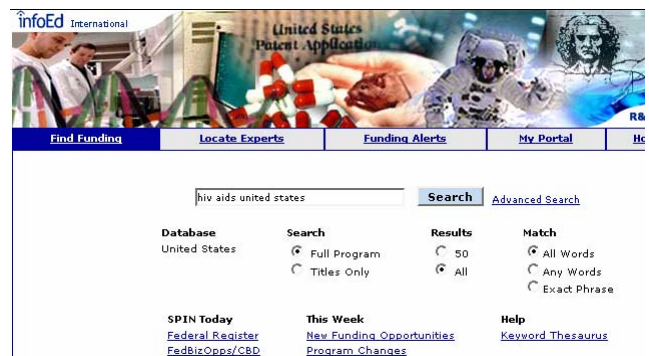 infoEd International
United States
Patent Application
R&
Find Funding Locate Experts Funding Alerts My Portal Ho
hiv aids united states Search Advanced Search
Database Search Results Match
United States Full Program 50 All Words
Titles Only All Any Words
Exact Phrase
SPIN Today This Week Help
Federal Register New Funding Opportunities Keyword Thesaurus
FedBizOpps/CBD Program Changes